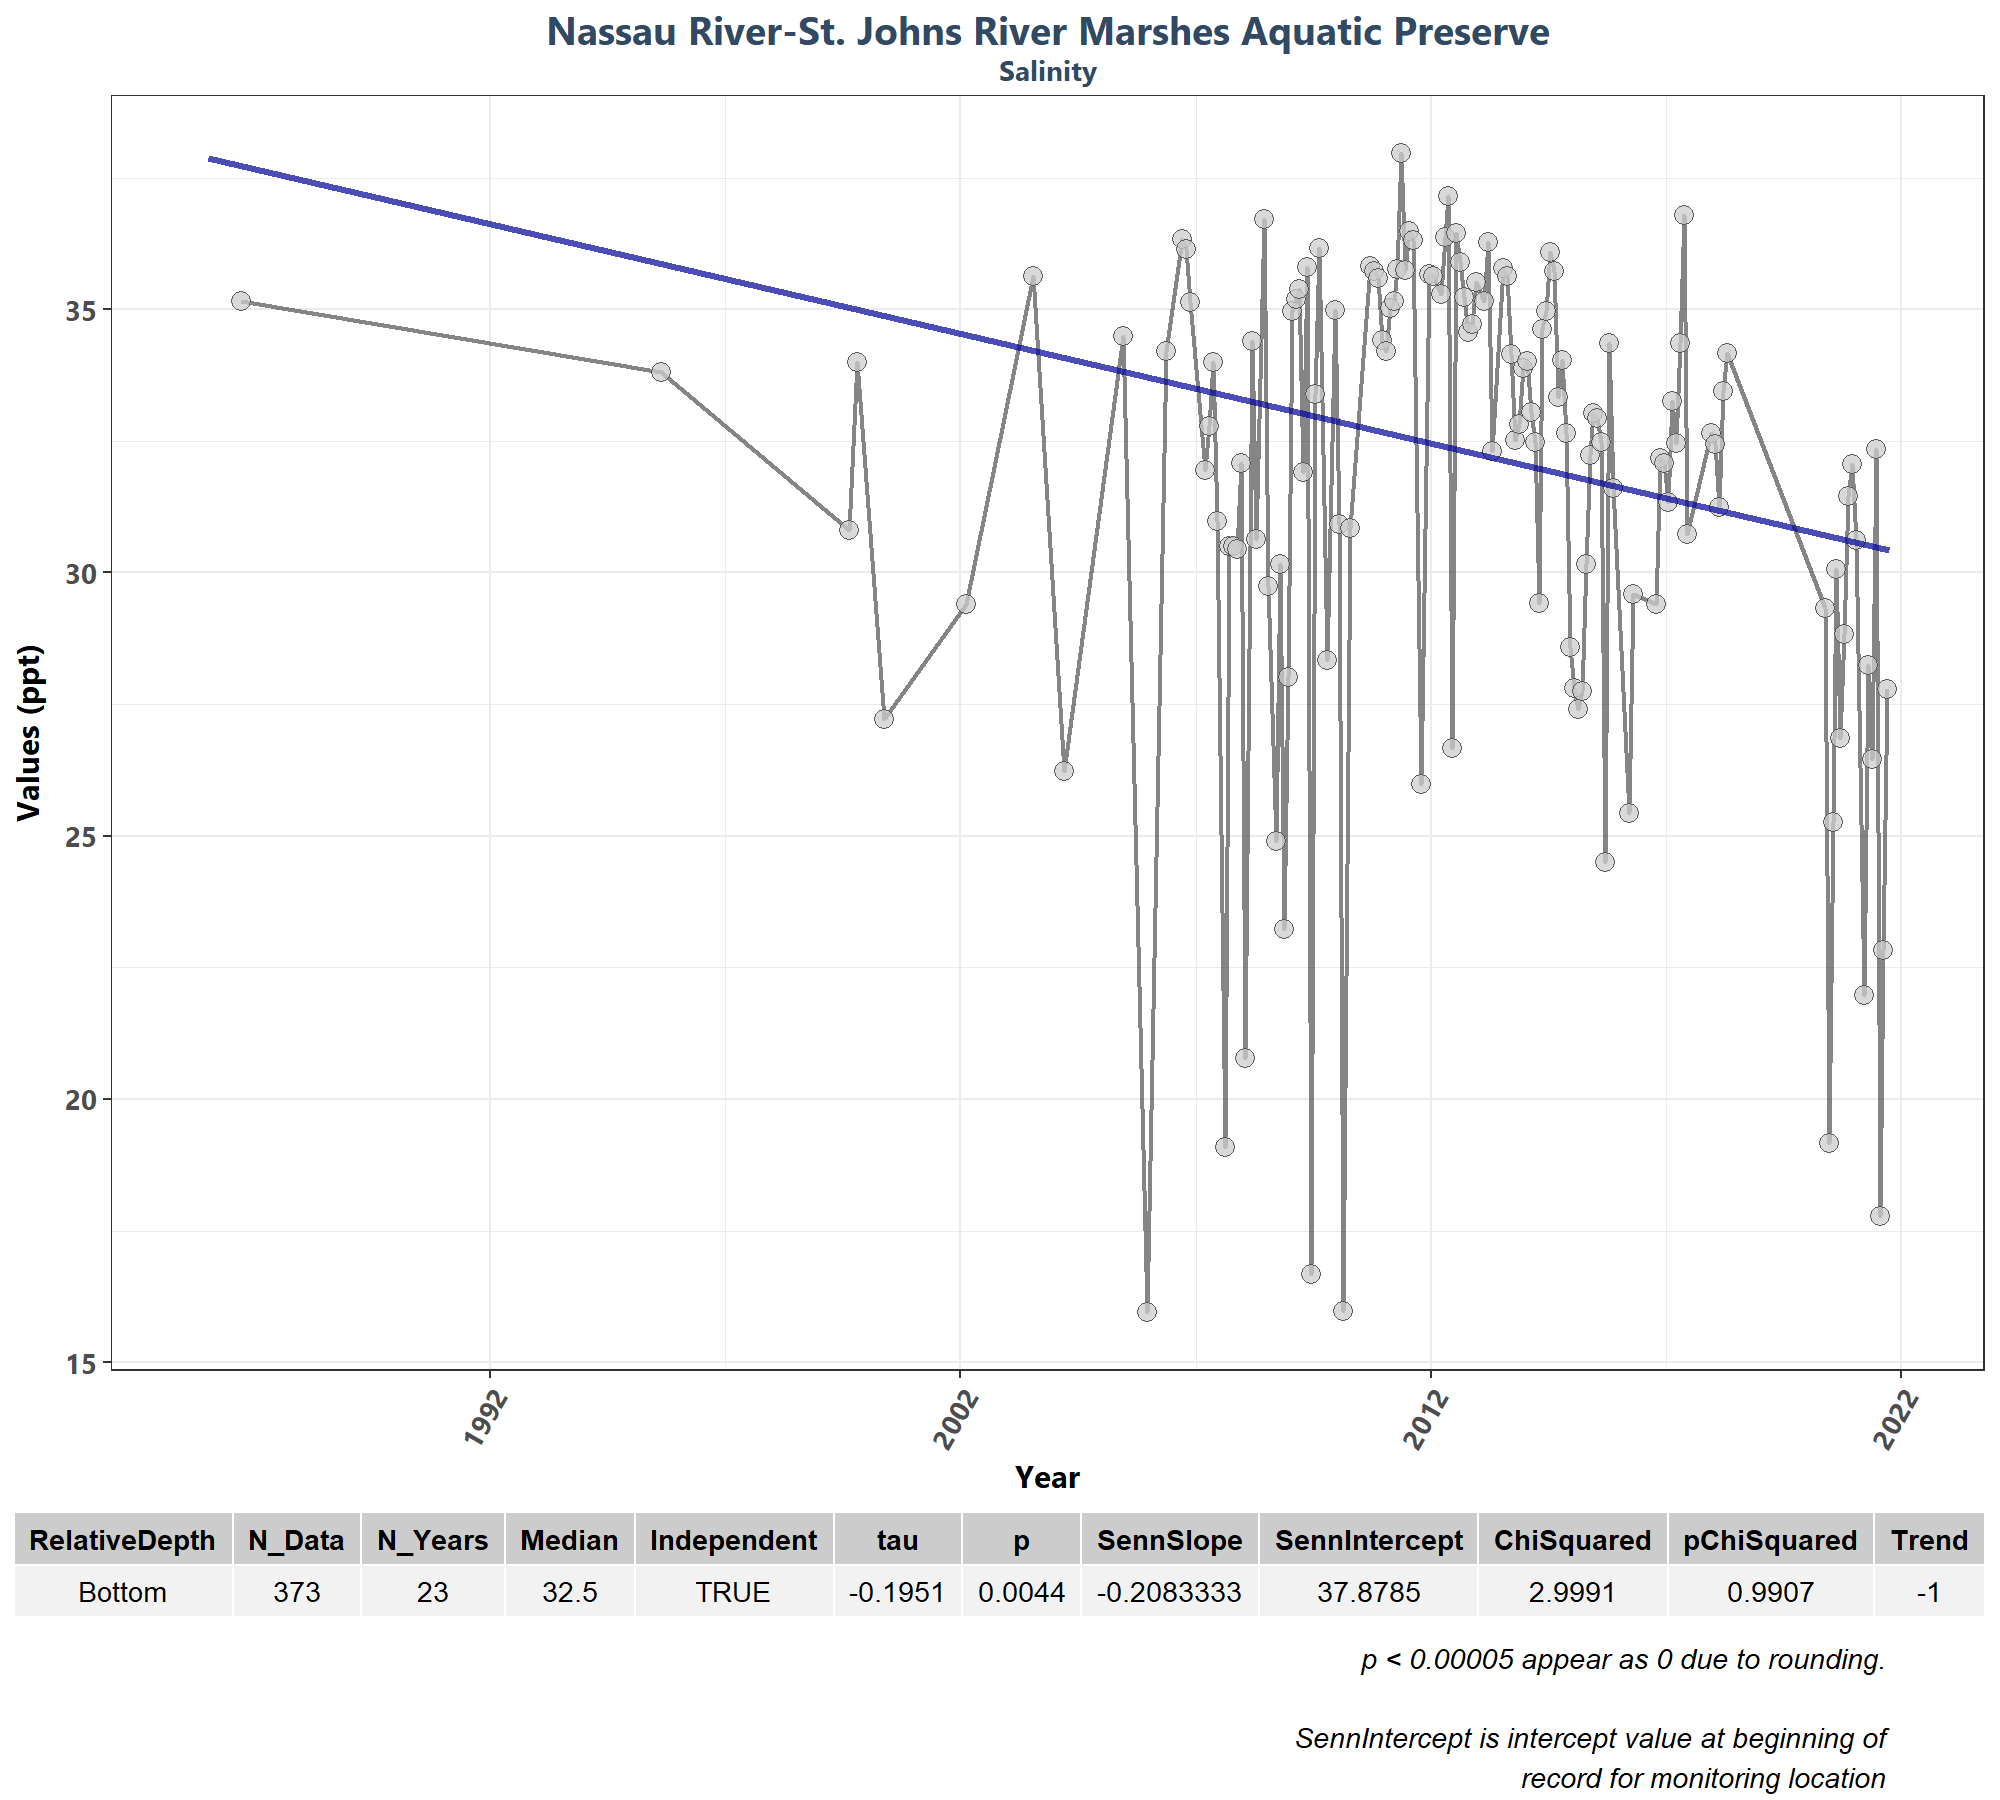 Nassau River-St. Johns River Marshes Aquatic Preserve
Salinity
Values (ppt)
35
30
25
20
15
1992 2002 2012 2022
Year
RelativeDepth N_Data N_Years Median Independent tau p SennSlope SennIntercept ChiSquared pChiSquared Trend
Bottom 373 23 32.5 TRUE -0.1951 0.0044 -0.2083333 37.8785 2.9991 0.9907 -1
p < 0.00005 appear as 0 due to rounding.
SennIntercept is intercept value at beginning of
record for monitoring location